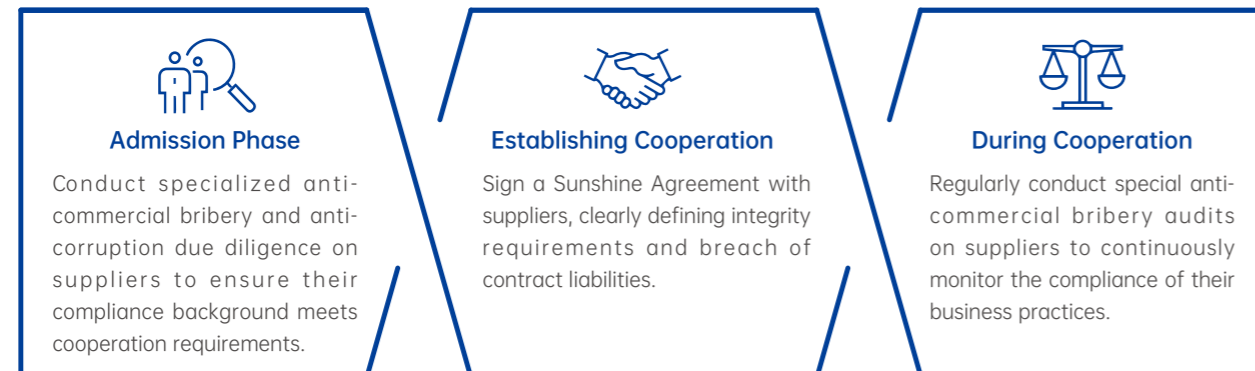 Admission Phase
Conduct specialized anti-
commercial bribery and anti-
corruption due diligence on
suppliers to ensure their
compliance background meets
cooperation requirements.
Establishing Cooperation
Sign a Sunshine Agreement with
suppliers, clearly defining integrity
requirements and breach of
contract liabilities.
During Cooperation
Regularly conduct special anti-
commercial bribery audits
on suppliers to continuously
monitor the compliance of their
business practices.